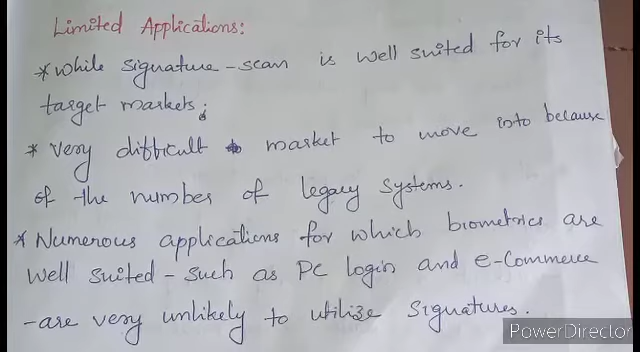 Limited Applications:
* While signature-scan is well suited for its
target markets;
* Very difficult market to move into because
of the number of legacy systems.
* Numerous applications for which biometrics are
well suited - such as PC login and e-Commerce
-are very unlikely to utilize signatures.
PowerDirector